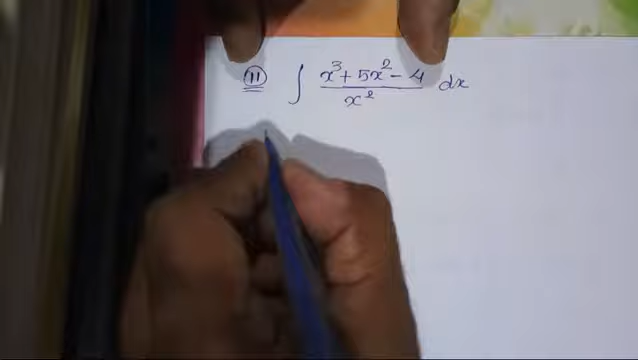 ⑪ ∫ x³ + 5x² - 4 / x² dx